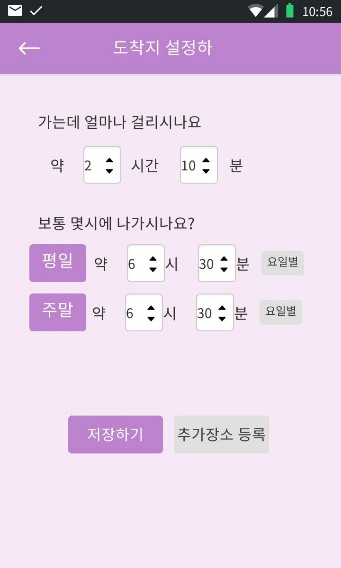 10:56
도착지 설정하
가는데 얼마나 걸리시나요
약 2 시간 10 분
보통 몇시에 나가시나요?
평일 약 6 시 30 분 요일별
주말 약 6 시 30 분 요일별
저장하기 추가장소 등록